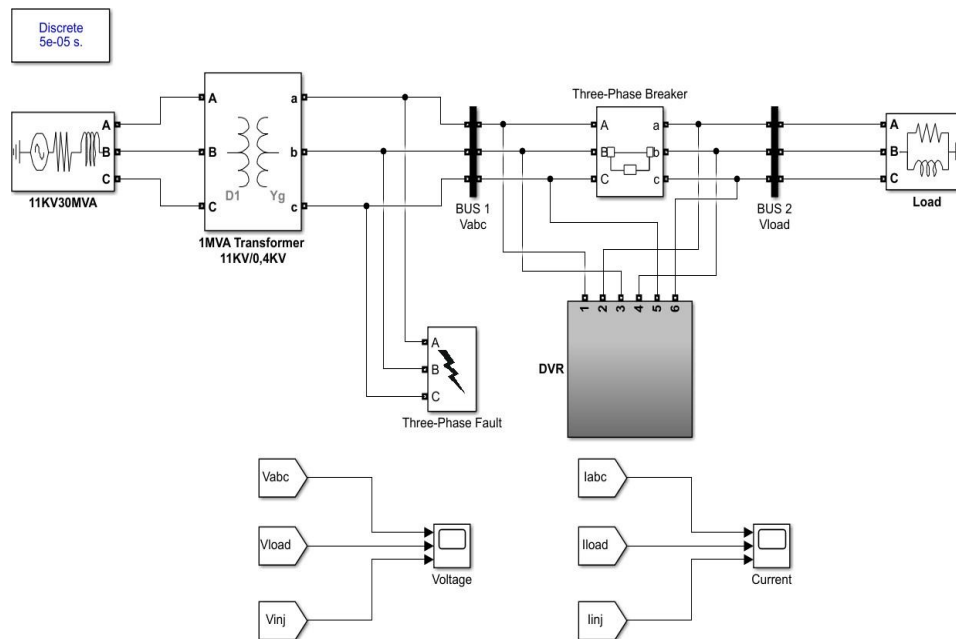 Discrete
5e-05 s.
A
B
C
11KV30MVA
A
B
C
D1
Yg
a
b
c
1MVA Transformer
11KV/0,4KV
BUS 1
Vabc
Three-Phase Breaker
A
B
C
a
b
c
BUS 2
Vload
A
B
C
Load
A
B
C
Three-Phase Fault
1
2
3
4
5
6
DVR
Vabc
Vload
Vinj
Voltage
Iabc
Iload
Iinj
Current